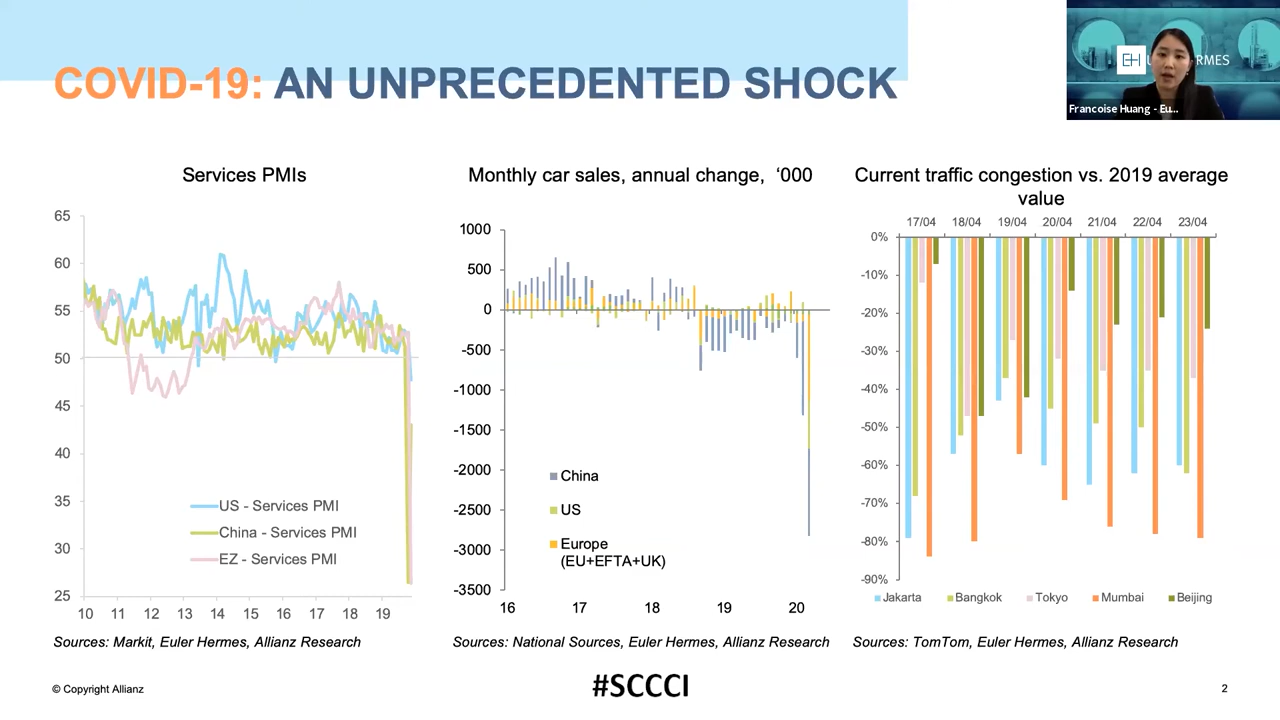 COVID-19: AN UNPRECEDENTED SHOCK
EH
RMES
Francoise Huang - Eu...
Services PMIs
65
60
55
50
45
40
35
30
25
10 11 12 13 14 15 16 17 18 19
US - Services PMI
China - Services PMI
EZ - Services PMI
Sources: Markit, Euler Hermes, Allianz Research
Monthly car sales, annual change, ‘000
1000
500
0
-500
-1000
-1500
-2000
-2500
-3000
-3500
16 17 18 19 20
China
US
Europe
(EU+EFTA+UK)
Sources: National Sources, Euler Hermes, Allianz Research
Current traffic congestion vs. 2019 average
value
17/04 18/04 19/04 20/04 21/04 22/04 23/04
0%
-10%
-20%
-30%
-40%
-50%
-60%
-70%
-80%
-90%
Jakarta Bangkok Tokyo Mumbai Beijing
Sources: TomTom, Euler Hermes, Allianz Research
© Copyright Allianz
#SCCCI
2